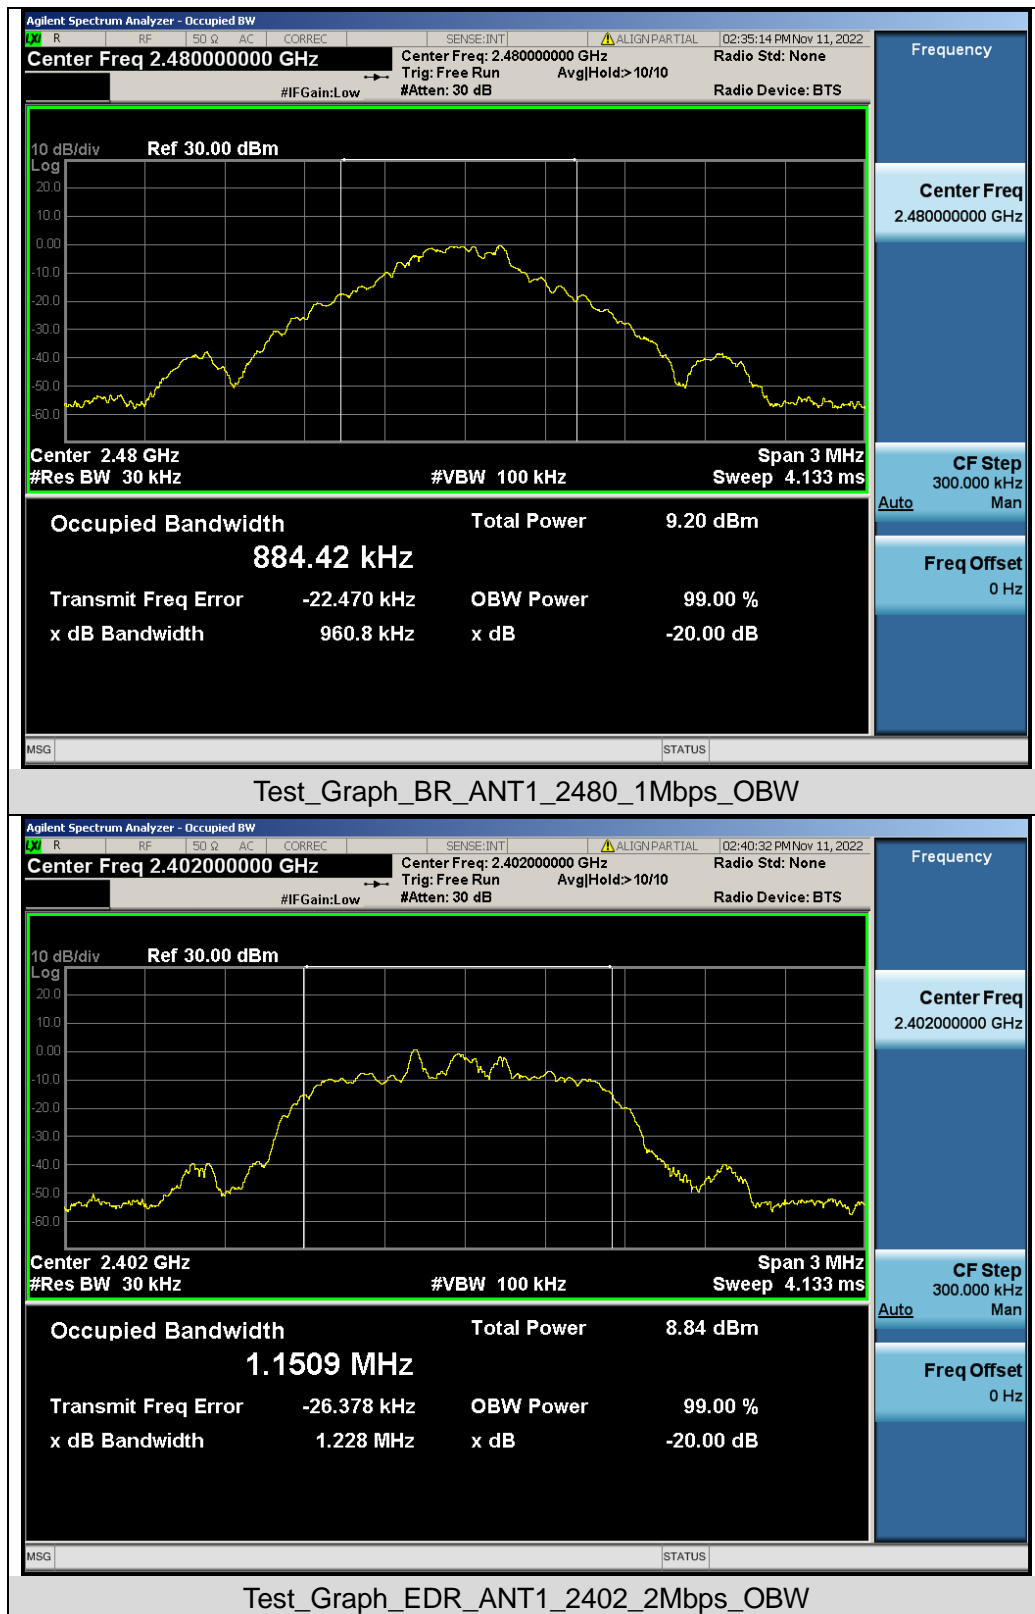 Agilent Spectrum Analyzer - Occupied BW
LXI R RF 50 Ω AC CORREC SENSE:INT ALIGN PARTIAL 02:35:14 PM Nov 11, 2022
Center Freq 2.480000000 GHz
Center Freq: 2.480000000 GHz Radio Std: None
Trig: Free Run Avg|Hold:> 10/10
#IFGain:Low #Atten: 30 dB Radio Device: BTS
Frequency
10 dB/div Ref 30.00 dBm
Log
20.0
10.0
0.00
-10.0
-20.0
-30.0
-40.0
-50.0
-60.0
Center 2.48 GHz Span 3 MHz
#Res BW 30 kHz #VBW 100 kHz Sweep 4.133 ms
Center Freq
2.480000000 GHz
CF Step
300.000 kHz
Auto Man
Freq Offset
0 Hz
Occupied Bandwidth Total Power 9.20 dBm
884.42 kHz
Transmit Freq Error -22.470 kHz OBW Power 99.00 %
x dB Bandwidth 960.8 kHz x dB -20.00 dB
MSG STATUS
Test_Graph_BR_ANT1_2480_1Mbps_OBW
Agilent Spectrum Analyzer - Occupied BW
LXI R RF 50 Ω AC CORREC SENSE:INT ALIGN PARTIAL 02:40:32 PM Nov 11, 2022
Center Freq 2.402000000 GHz
Center Freq: 2.402000000 GHz Radio Std: None
Trig: Free Run Avg|Hold:> 10/10
#IFGain:Low #Atten: 30 dB Radio Device: BTS
Frequency
10 dB/div Ref 30.00 dBm
Log
20.0
10.0
0.00
-10.0
-20.0
-30.0
-40.0
-50.0
-60.0
Center 2.402 GHz Span 3 MHz
#Res BW 30 kHz #VBW 100 kHz Sweep 4.133 ms
Center Freq
2.402000000 GHz
CF Step
300.000 kHz
Auto Man
Freq Offset
0 Hz
Occupied Bandwidth Total Power 8.84 dBm
1.1509 MHz
Transmit Freq Error -26.378 kHz OBW Power 99.00 %
x dB Bandwidth 1.228 MHz x dB -20.00 dB
MSG STATUS
Test_Graph_EDR_ANT1_2402_2Mbps_OBW